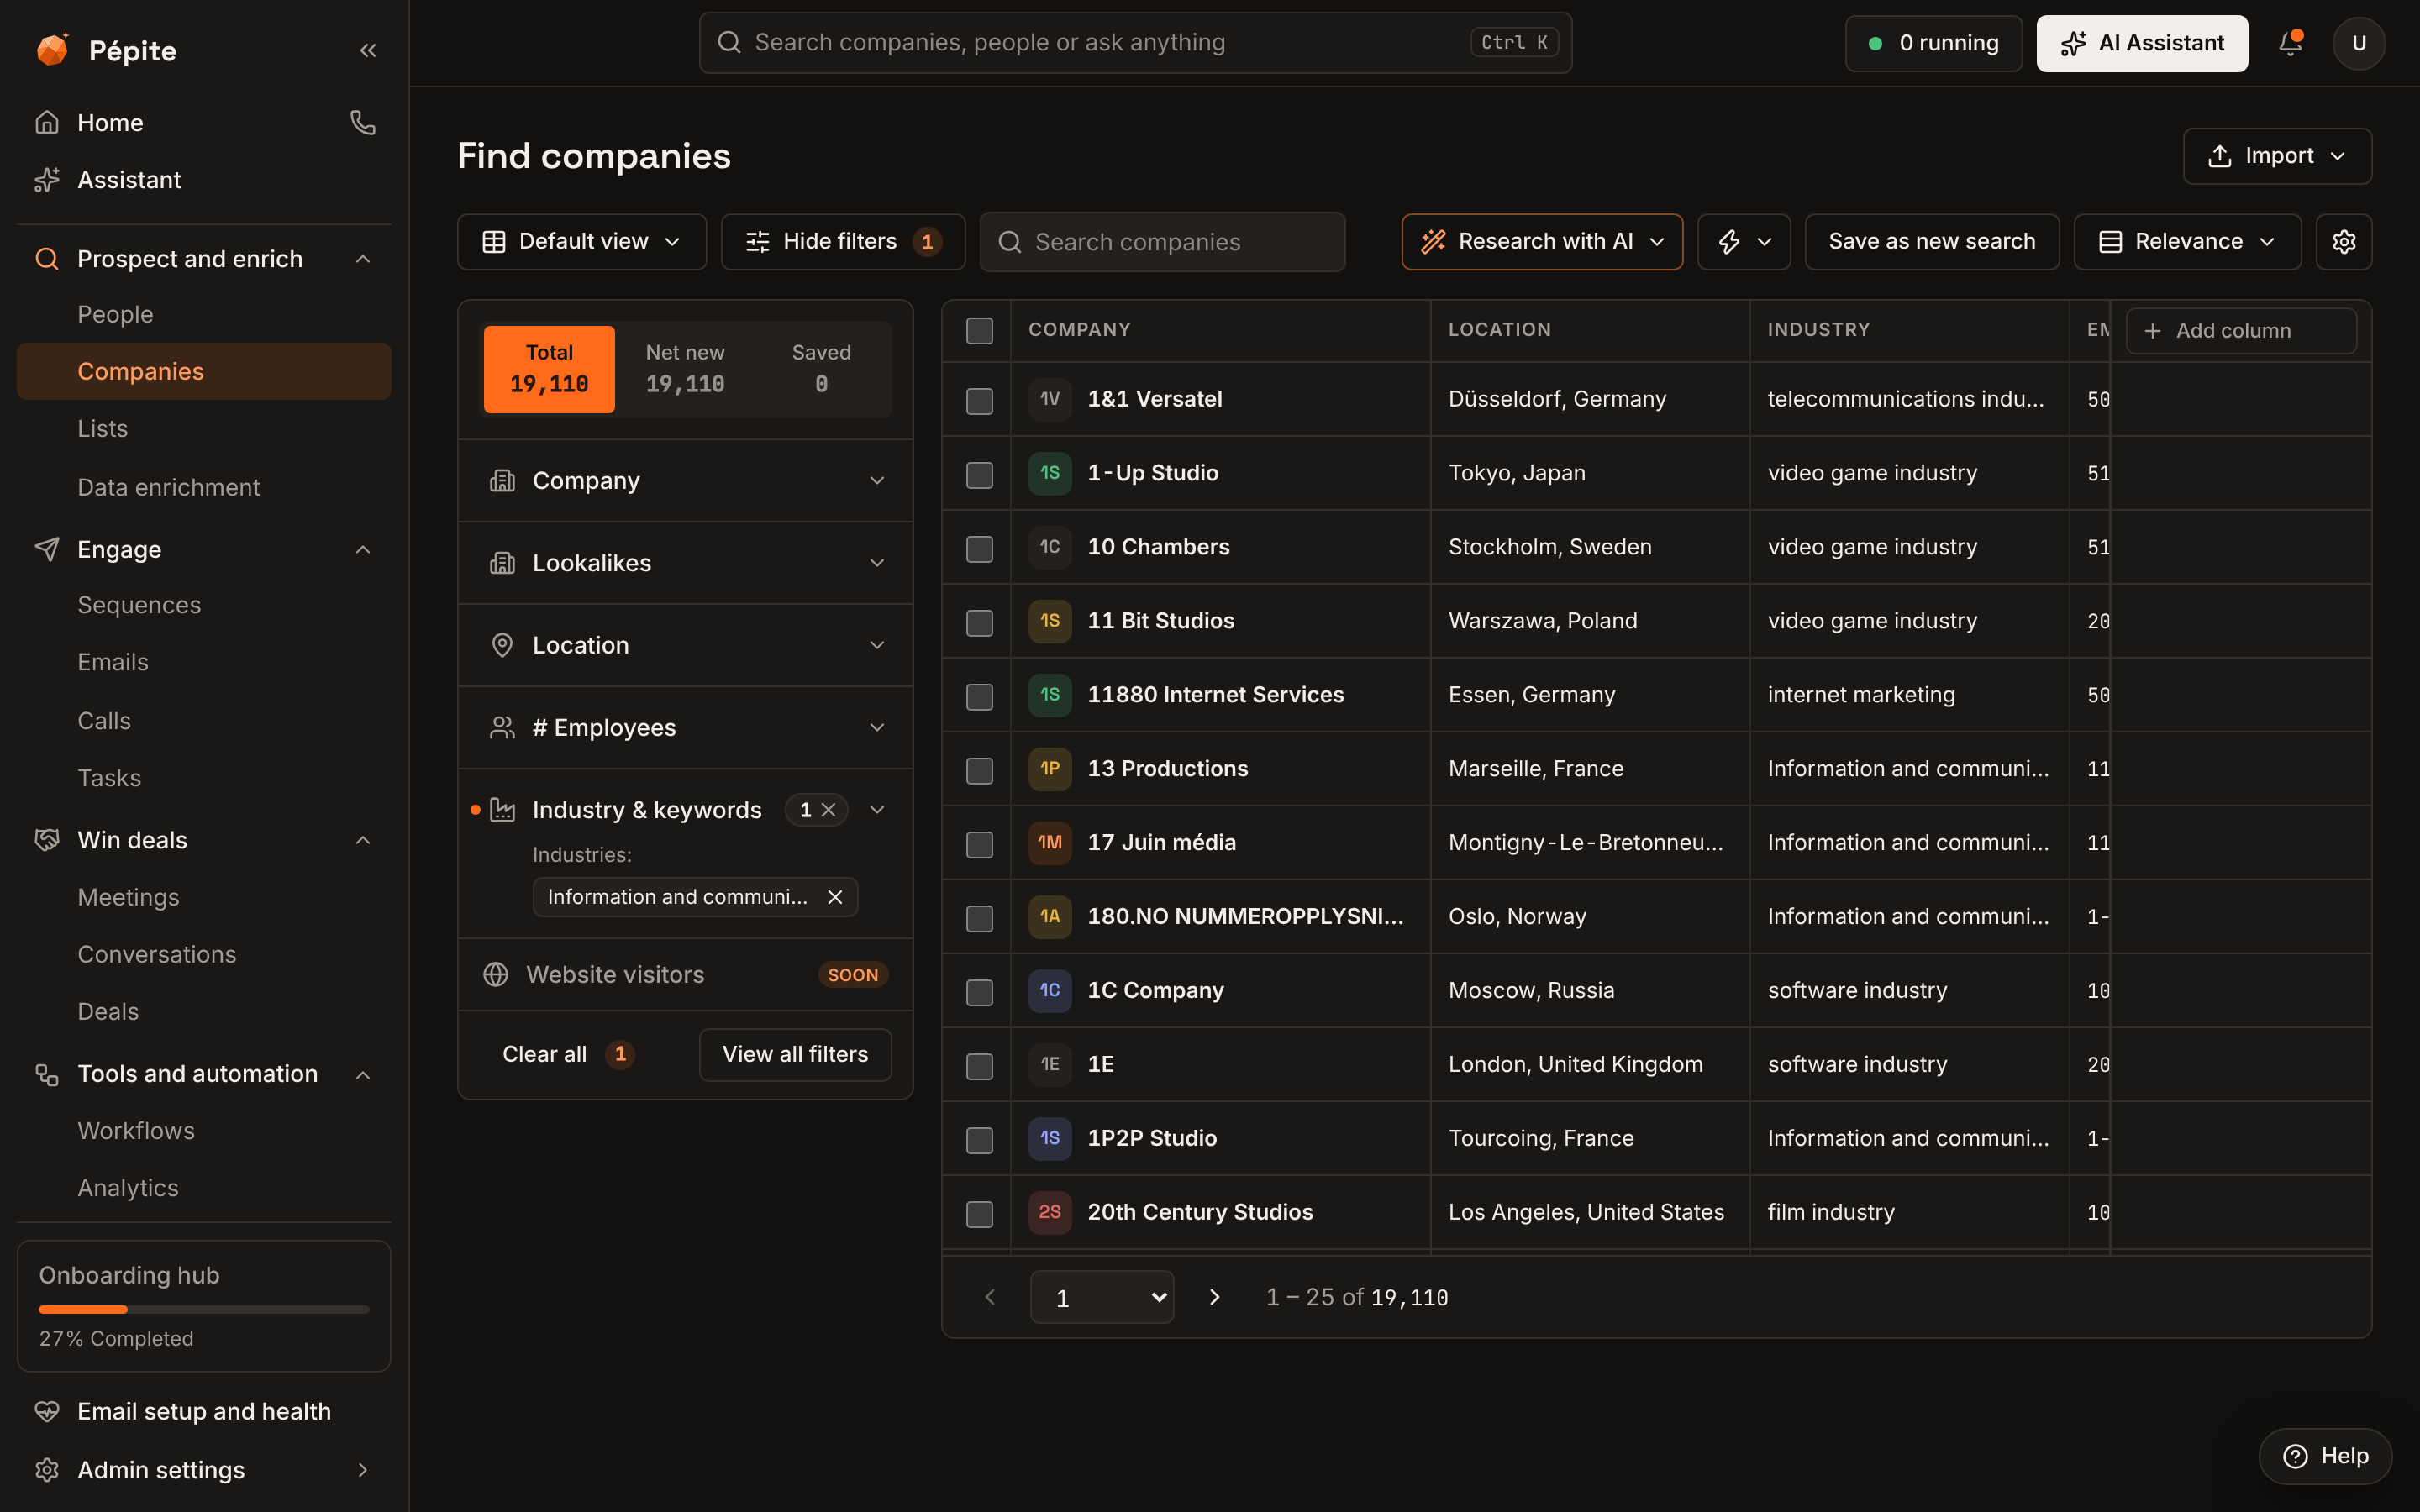 Pépite
Home
Assistant
Prospect and enrich
People
Companies
Lists
Data enrichment
Engage
Sequences
Emails
Calls
Tasks
Win deals
Meetings
Conversations
Deals
Tools and automation
Workflows
Analytics
Onboarding hub
27% Completed
Email setup and health
Admin settings
Search companies, people or ask anything
Ctrl K
0 running
AI Assistant
U
Find companies
Import
Default view
Hide filters 1
Search companies
Research with AI
Save as new search
Relevance
Total
19,110
Net new
19,110
Saved
0
Company
Lookalikes
Location
# Employees
Industry & keywords 1
Industries:
Information and communi...
Website visitors SOON
Clear all 1
View all filters
COMPANY LOCATION INDUSTRY EM Add column
1V 1&1 Versatel Düsseldorf, Germany telecommunications indu... 50
1S 1-Up Studio Tokyo, Japan video game industry 51
1C 10 Chambers Stockholm, Sweden video game industry 51
1S 11 Bit Studios Warszawa, Poland video game industry 20
1S 11880 Internet Services Essen, Germany internet marketing 50
1P 13 Productions Marseille, France Information and communi... 11
1M 17 Juin média Montigny-Le-Bretonneu... Information and communi... 11
1A 180.NO NUMMEROPPLYSNI... Oslo, Norway Information and communi... 1-
1C 1C Company Moscow, Russia software industry 10
1E 1E London, United Kingdom software industry 20
1S 1P2P Studio Tourcoing, France Information and communi... 1-
2S 20th Century Studios Los Angeles, United States film industry 10
1
1 – 25 of 19,110
Help